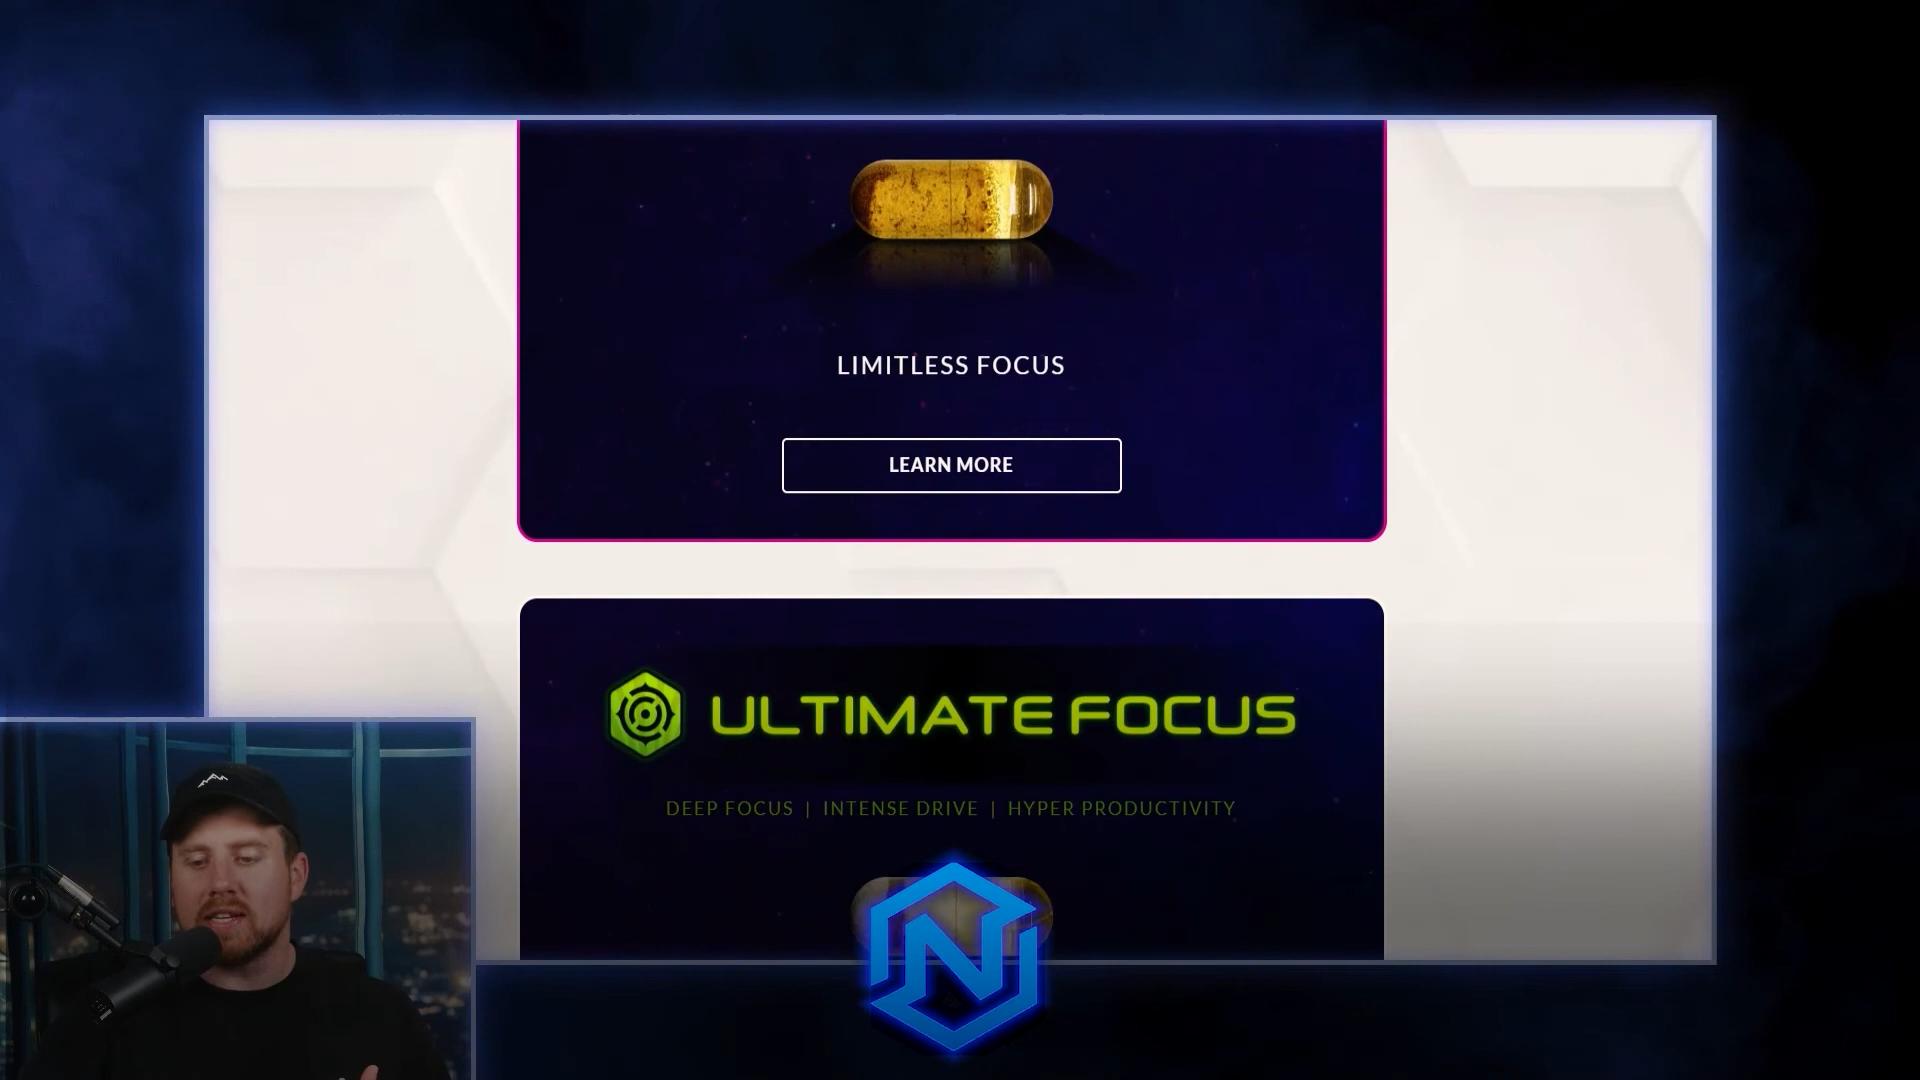 LIMITLESS FOCUS
LEARN MORE
ULTIMATE FOCUS
DEEP FOCUS | INTENSE DRIVE | HYPER PRODUCTIVITY
N